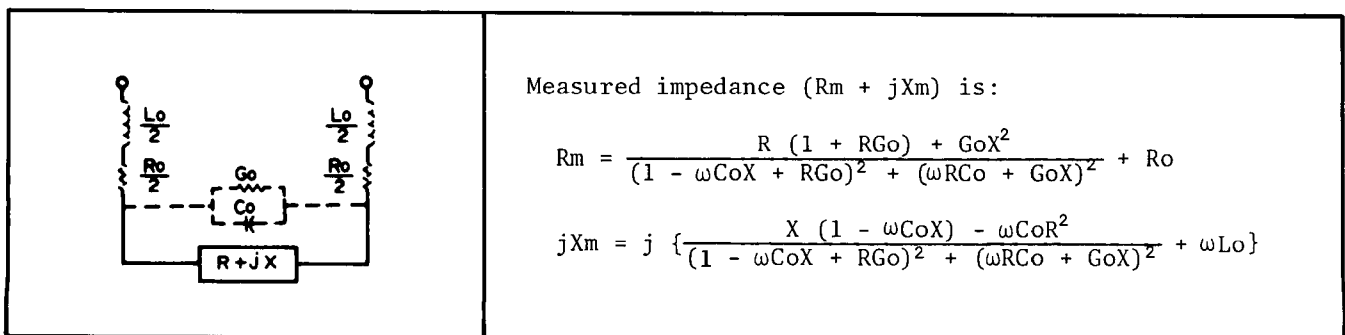 Lo
2
Lo
2
Ro
2
Ro
2
Go
Co
R+jX
Measured impedance (Rm + jXm) is:
Rm = R (1 + RGo) + GoX² / (1 - ωCoX + RGo)² + (ωRCo + GoX)² + Ro
jXm = j {X (1 - ωCoX) - ωCoR² / (1 - ωCoX + RGo)² + (ωRCo + GoX)² + ωLo}